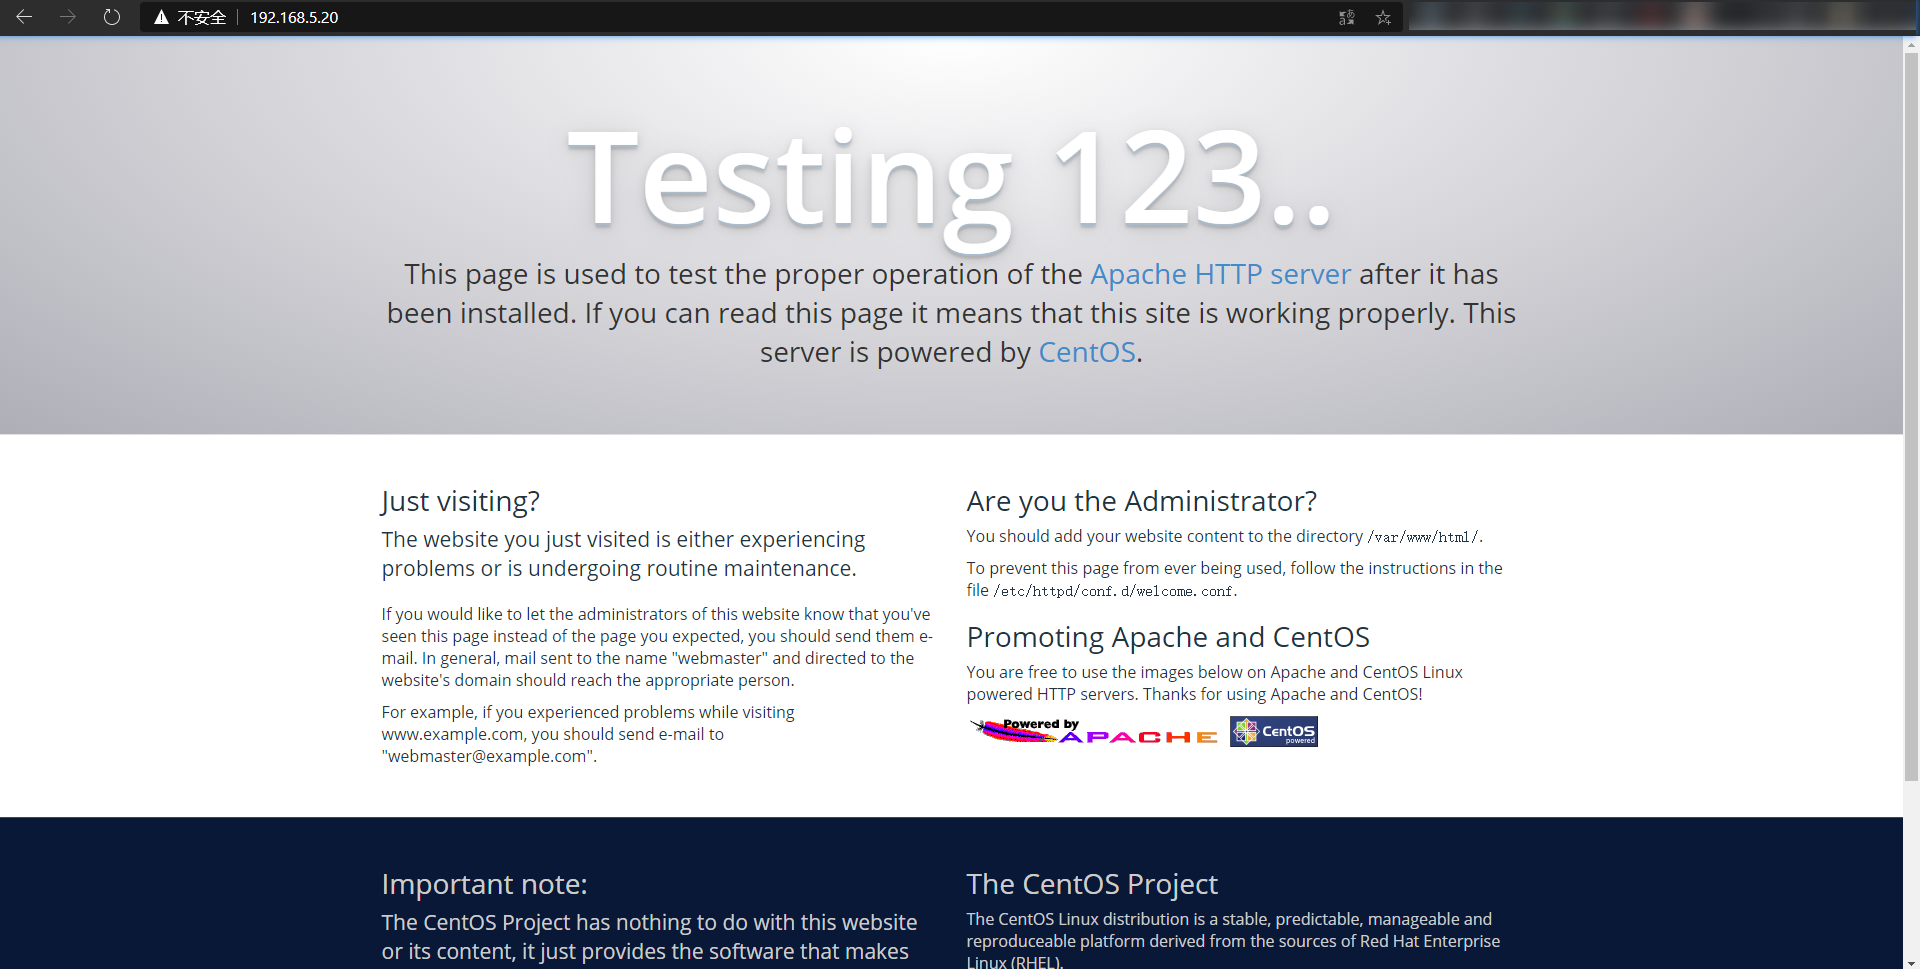 不安全 192.168.5.20
Testing 123..
This page is used to test the proper operation of the Apache HTTP server after it has
been installed. If you can read this page it means that this site is working properly. This
server is powered by CentOS.
Just visiting?
The website you just visited is either experiencing
problems or is undergoing routine maintenance.
If you would like to let the administrators of this website know that you've
seen this page instead of the page you expected, you should send them e-
mail. In general, mail sent to the name "webmaster" and directed to the
website's domain should reach the appropriate person.
For example, if you experienced problems while visiting
www.example.com, you should send e-mail to
"webmaster@example.com".
Are you the Administrator?
You should add your website content to the directory /var/www/html/.
To prevent this page from ever being used, follow the instructions in the
file /etc/httpd/conf.d/welcome.conf.
Promoting Apache and CentOS
You are free to use the images below on Apache and CentOS Linux
powered HTTP servers. Thanks for using Apache and CentOS!
Powered by
APACHE
CentOS
powered
Important note:
The CentOS Project has nothing to do with this website
or its content, it just provides the software that makes
The CentOS Project
The CentOS Linux distribution is a stable, predictable, manageable and
reproduceable platform derived from the sources of Red Hat Enterprise
Linux (RHEL).